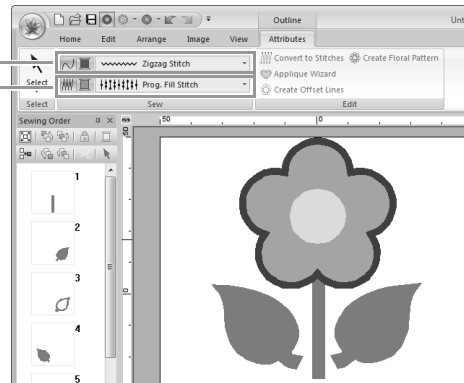 Outline
Unt
Home Edit Arrange Image View Attributes
Select
Zigzag Stitch
Prog. Fill Stitch
Convert to Stitches
Create Floral Pattern
Applique Wizard
Create Offset Lines
Select
Sew
Edit
Sewing Order
50
0
1
2
3
4
5
0